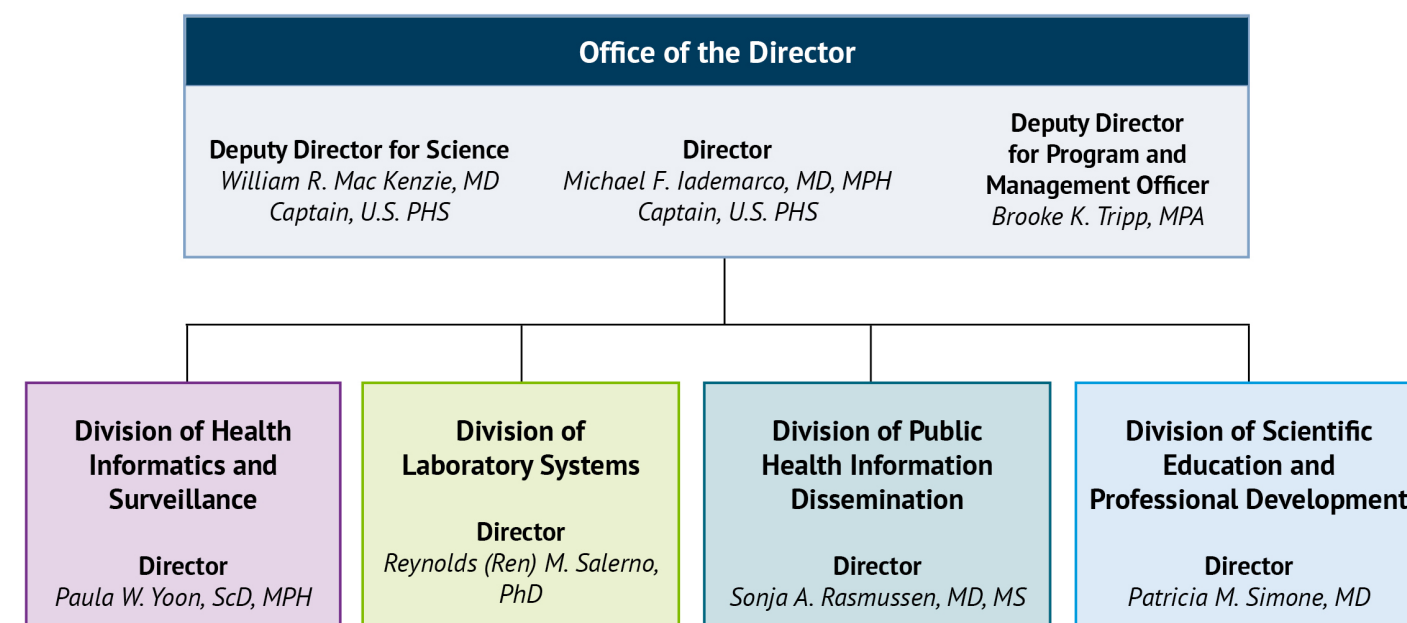 Office of the Director
Deputy Director for Science
William R. Mac Kenzie, MD
Captain, U.S. PHS
Director
Michael F. Iademarco, MD, MPH
Captain, U.S. PHS
Deputy Director
for Program and
Management Officer
Brooke K. Tripp, MPA
Division of Health
Informatics and
Surveillance
Director
Paula W. Yoon, ScD, MPH
Division of
Laboratory Systems
Director
Reynolds (Ren) M. Salerno,
PhD
Division of Public
Health Information
Dissemination
Director
Sonja A. Rasmussen, MD, MS
Division of Scientific
Education and
Professional Development
Director
Patricia M. Simone, MD